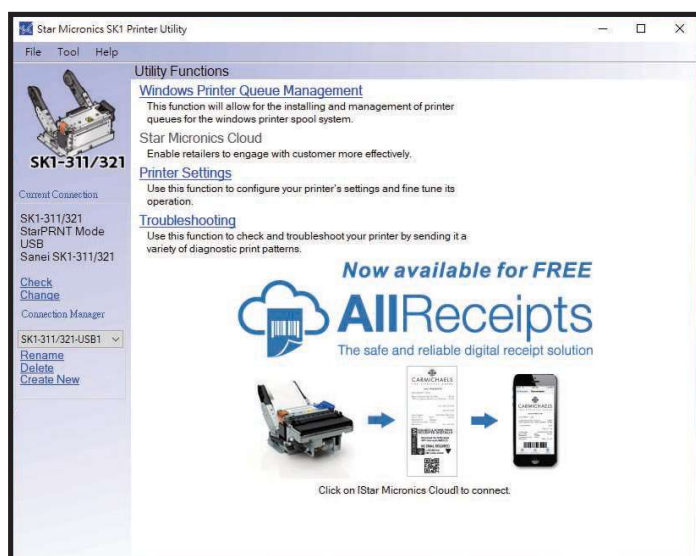 Star Micronics SK1 Printer Utility
File Tool Help
Utility Functions
Windows Printer Queue Management
This function will allow for the installing and management of printer
queues for the windows printer spool system.
Star Micronics Cloud
Enable retailers to engage with customer more effectively.
Printer Settings
Use this function to configure your printer's settings and fine tune its
operation.
Troubleshooting
Use this function to check and troubleshoot your printer by sending it a
variety of diagnostic print patterns.
SK1-311/321
Current Connection
SK1-311/321
StarPRNT Mode
USB
Sanei SK1-311/321
Check
Change
Connection Manager
SK1-311/321-USB1
Rename
Delete
Create New
Now available for FREE
AllReceipts
The safe and reliable digital receipt solution
CARMICHAELS
Click on [Star Micronics Cloud] to connect.